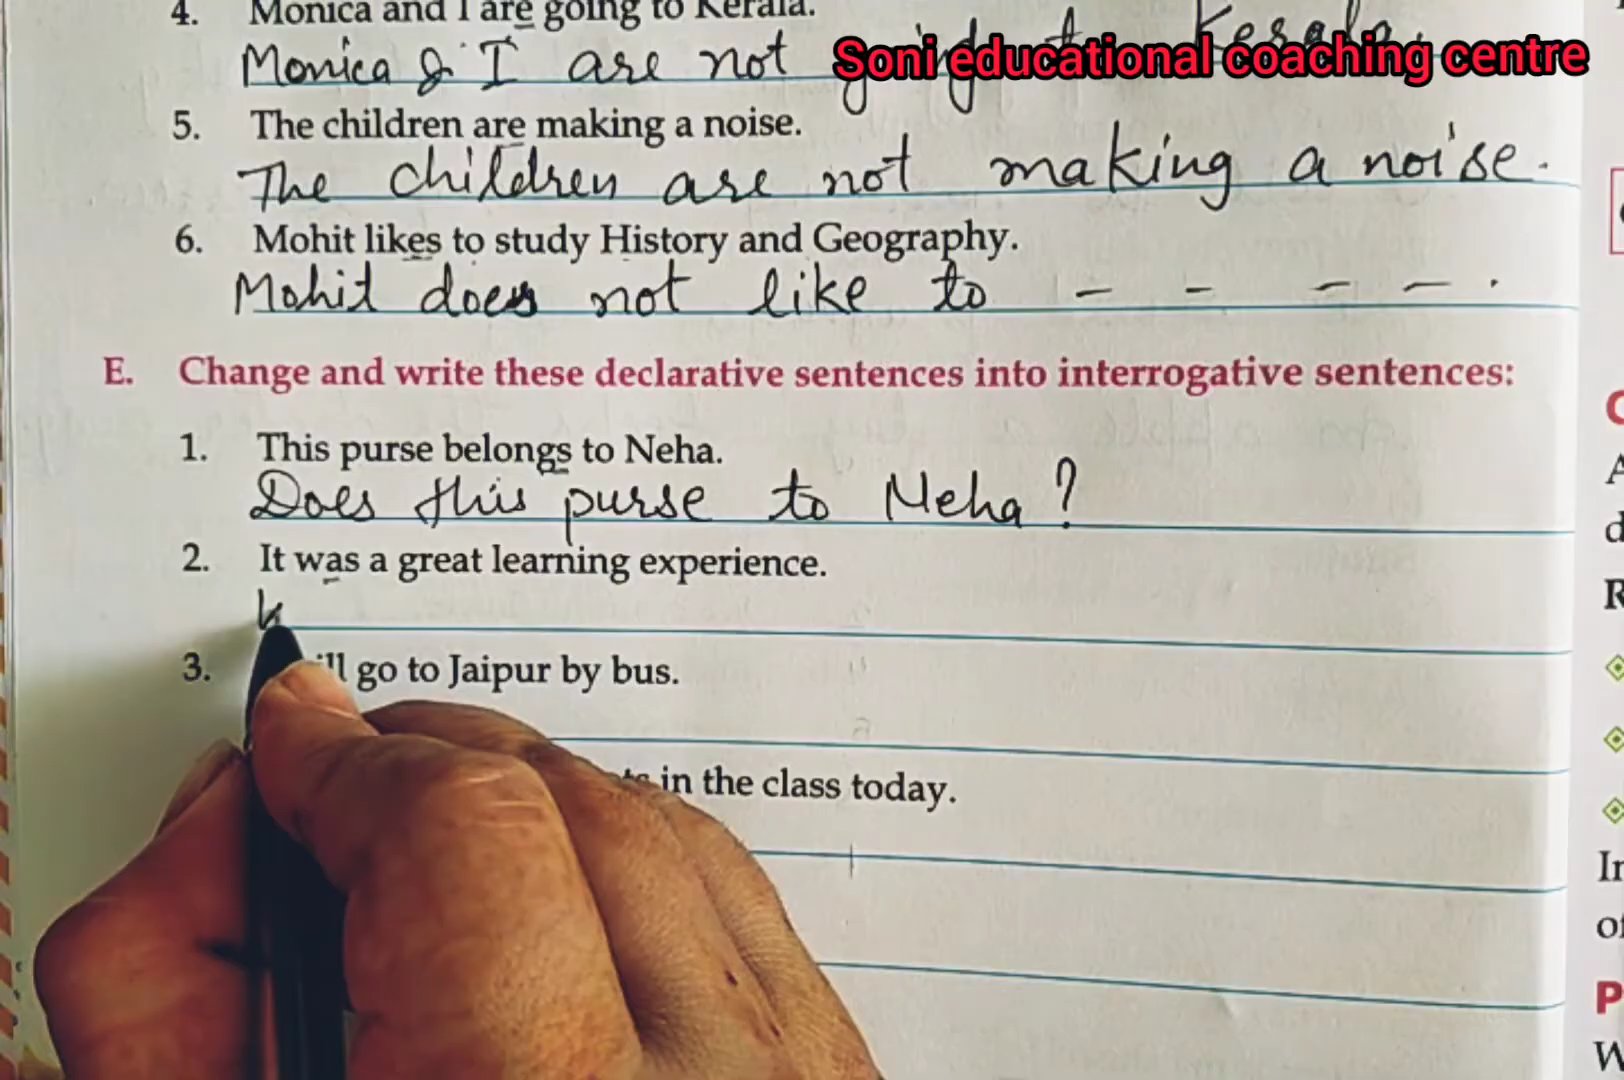 4. Monica and I are going to Kerala.
Monica & I are not going to Kerala.
Soni educational coaching centre
5. The children are making a noise.
The children are not making a noise.
6. Mohit likes to study History and Geography.
Mohit does not like to – – – – .
E. Change and write these declarative sentences into interrogative sentences:
1. This purse belongs to Neha.
Does this purse to Neha ?
2. It was a great learning experience.
3. go to Jaipur by bus.
in the class today.